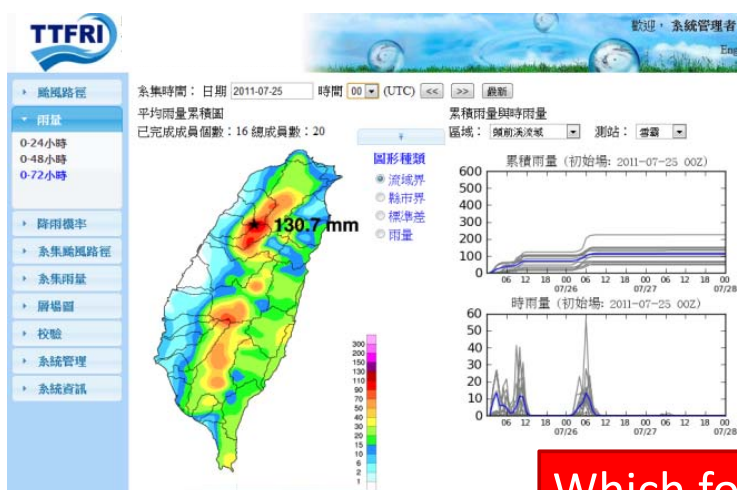 TTFRI
歡迎，系統管理者
Eng
颱風路徑
雨量
0-24小時
0-48小時
0-72小時
降雨機率
系集颱風路徑
系集雨量
層場圖
校驗
系統管理
系統資訊
系集時間： 日期 2011-07-25 時間 00 (UTC) << >> 最新
平均雨量累積圖
已完成成員個數：16 總成員數：20
圖形種類
流域界
縣市界
標準差
雨量
130.7 mm
300
200
150
130
110
90
70
50
40
30
20
15
10
6
2
1
累積雨量與時雨量
區域： 頭前溪流域 測站： 雲霧
累積雨量 (初始場: 2011-07-25 00Z)
600
500
400
300
200
100
0
06 12 18 00 06 12 18 00 06 12 18 00
07/26 07/27 07/28
時雨量 (初始場: 2011-07-25 00Z)
60
50
40
30
20
10
0
06 12 18 00 06 12 18 00 06 12 18 00
07/26 07/27 07/28
Which fo